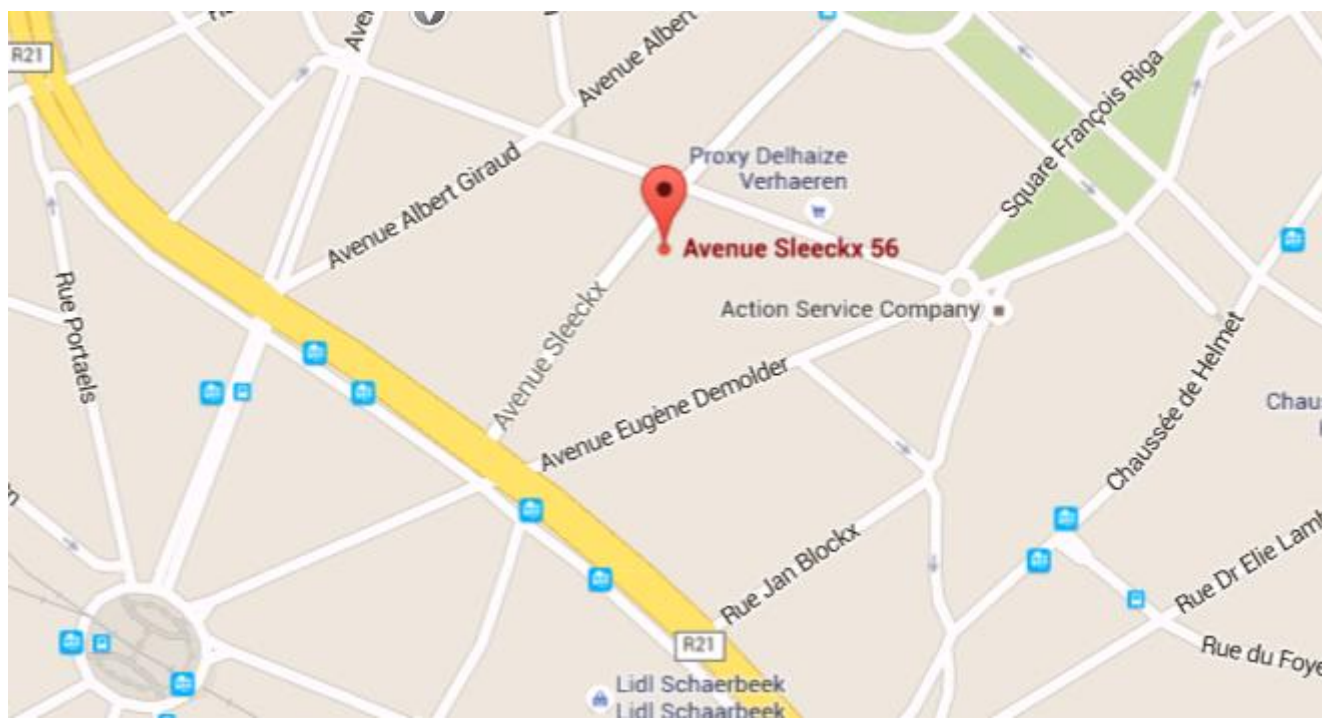 R21
Avenue Albert
Square François Riga
Proxy Delhaize
Verhaeren
Avenue Albert Giraud
Avenue Sleeckx 56
Rue Portaels
Action Service Company
Avenue Sleeckx
Avenue Eugène Demolder
Chaussée de Helmet
Rue Jan Blockx
Rue Dr Elie Lamb
Rue du Foye
R21
Lidl Schaerbeek
Lidl Schaarbeek